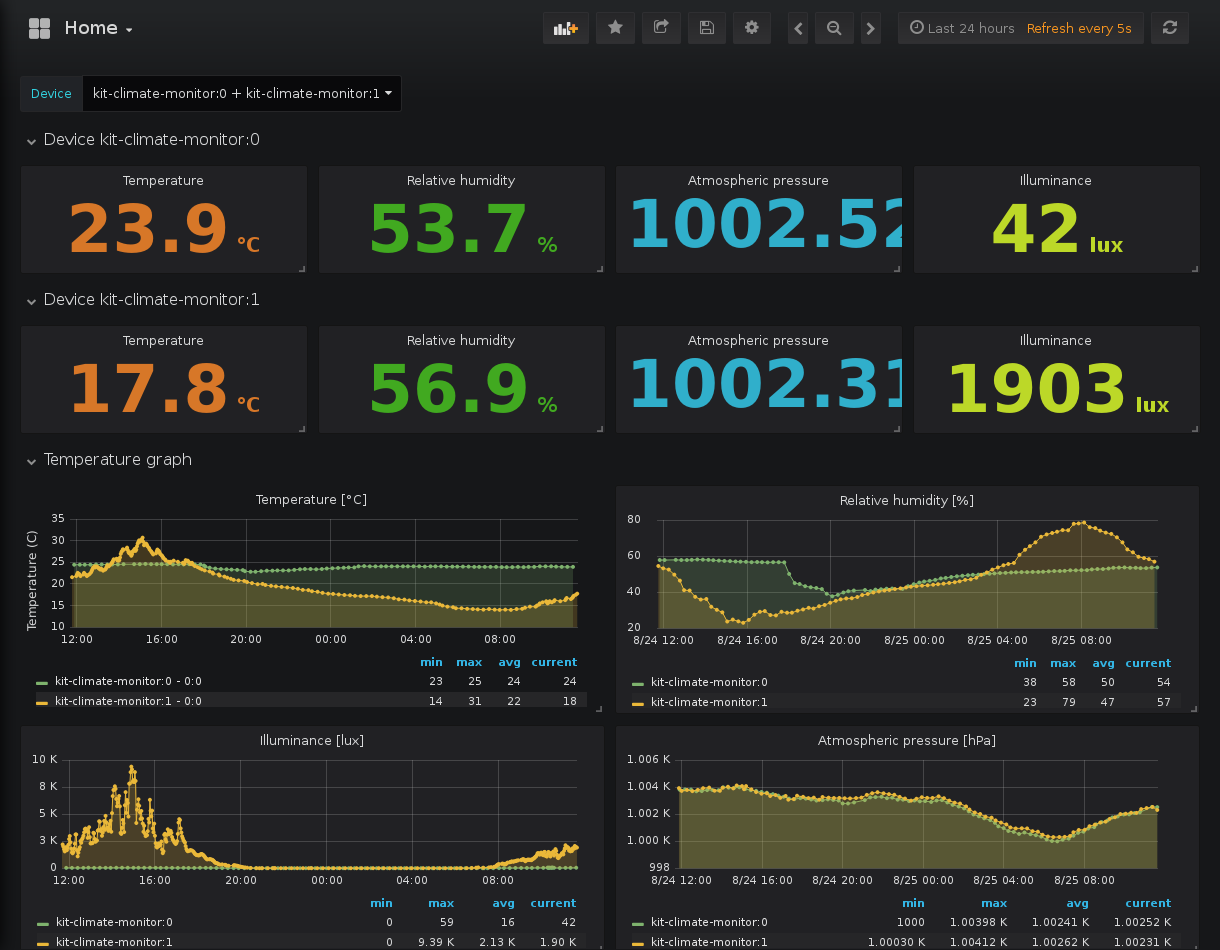 Home
Last 24 hours Refresh every 5s
Device kit-climate-monitor:0 + kit-climate-monitor:1
Device kit-climate-monitor:0
Temperature Relative humidity Atmospheric pressure Illuminance
23.9 °C 53.7 % 1002.52 42 lux
Device kit-climate-monitor:1
Temperature Relative humidity Atmospheric pressure Illuminance
17.8 °C 56.9 % 1002.31 1903 lux
Temperature graph
Temperature [°C]
Temperature (C)
35
30
25
20
15
10
12:00 16:00 20:00 00:00 04:00 08:00
min max avg current
kit-climate-monitor:0 - 0:0 23 25 24 24
kit-climate-monitor:1 - 0:0 14 31 22 18
Relative humidity [%]
80
60
40
20
8/24 12:00 8/24 16:00 8/24 20:00 8/25 00:00 8/25 04:00 8/25 08:00
min max avg current
kit-climate-monitor:0 38 58 50 54
kit-climate-monitor:1 23 79 47 57
Illuminance [lux]
10 K
8 K
5 K
3 K
0
12:00 16:00 20:00 00:00 04:00 08:00
min max avg current
kit-climate-monitor:0 0 59 16 42
kit-climate-monitor:1 0 9.39 K 2.13 K 1.90 K
Atmospheric pressure [hPa]
1.006 K
1.004 K
1.002 K
1.000 K
998
8/24 12:00 8/24 16:00 8/24 20:00 8/25 00:00 8/25 04:00 8/25 08:00
min max avg current
kit-climate-monitor:0 1000 1.00398 K 1.00241 K 1.00252 K
kit-climate-monitor:1 1.00030 K 1.00412 K 1.00262 K 1.00231 K